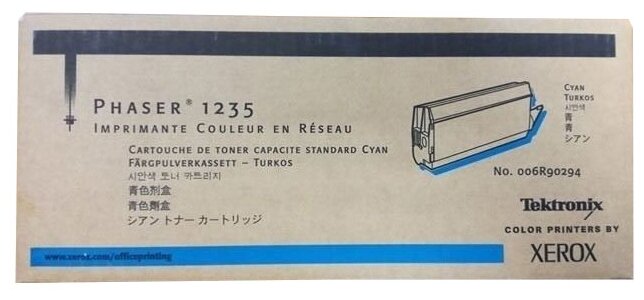 Phaser® 1235
Imprimante Couleur en Réseau
Cartouche de toner capacite standard Cyan
Färgpulverkassett – Turkos
시안색 토너 카트리지
青色剂盒
青色劑盒
シアン トナー カートリッジ
Cyan
Turkos
시안색
青
青
シアン
No. 006R90294
Tektronix
COLOR PRINTERS BY
XEROX
www.xerox.com/officeprinting